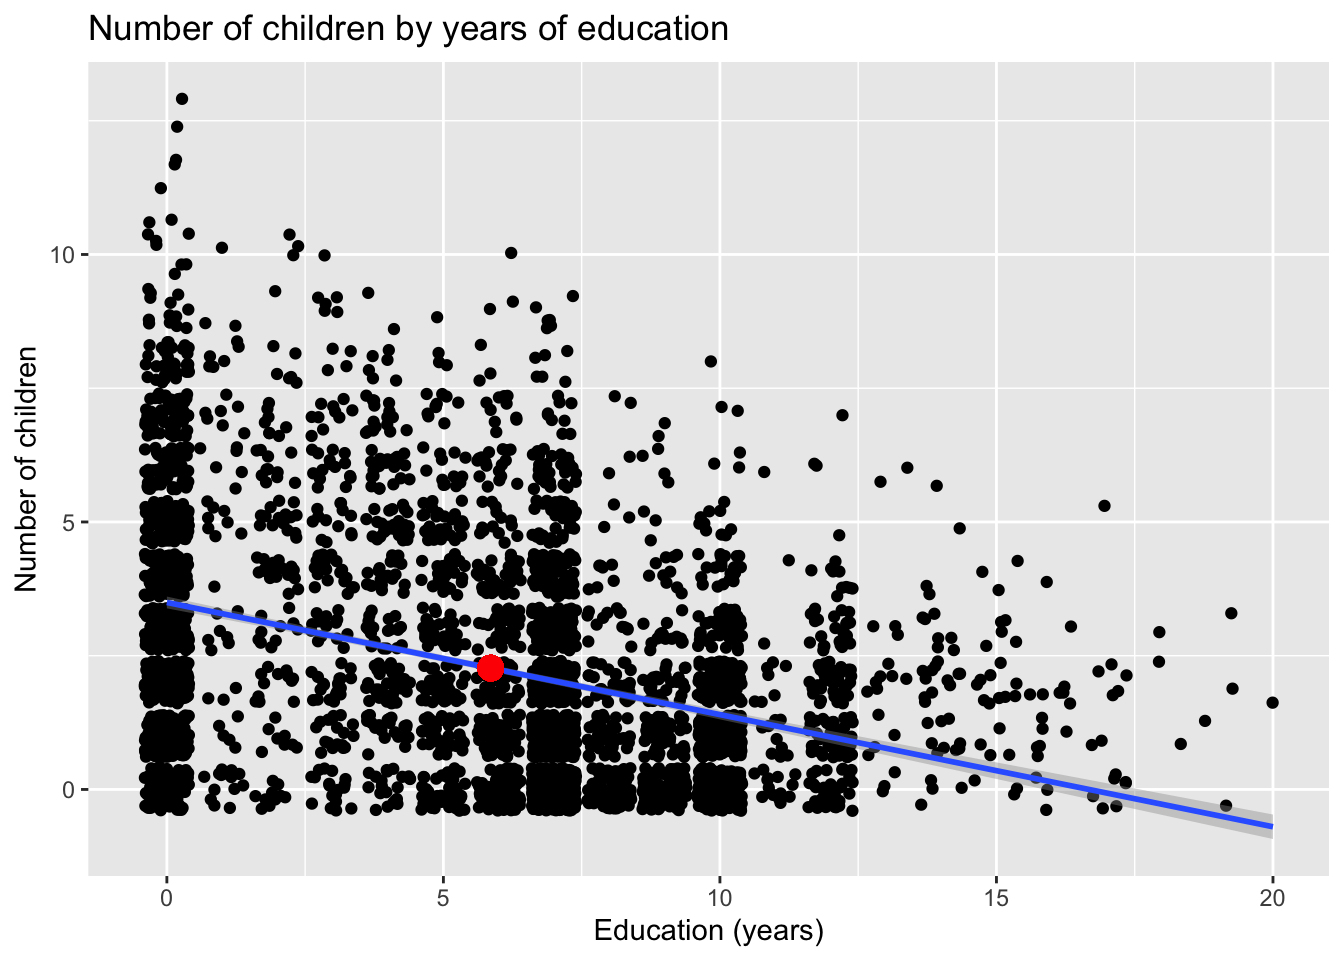 Number of children by years of education
Number of children
10
5
0
0 5 10 15 20
Education (years)